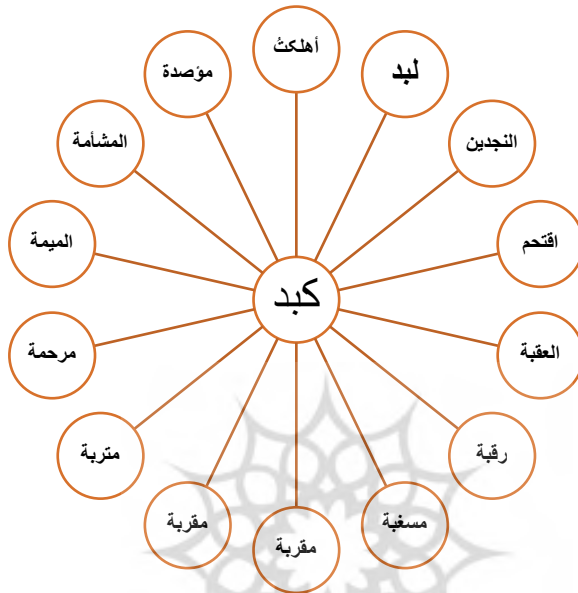 أهلكتُ
لبد
النجدين
اقتحم
العقبة
رقبة
مسغبة
مقربة
مقربة
متربة
مرحمة
الميمة
المشأمة
مؤصدة
كبد